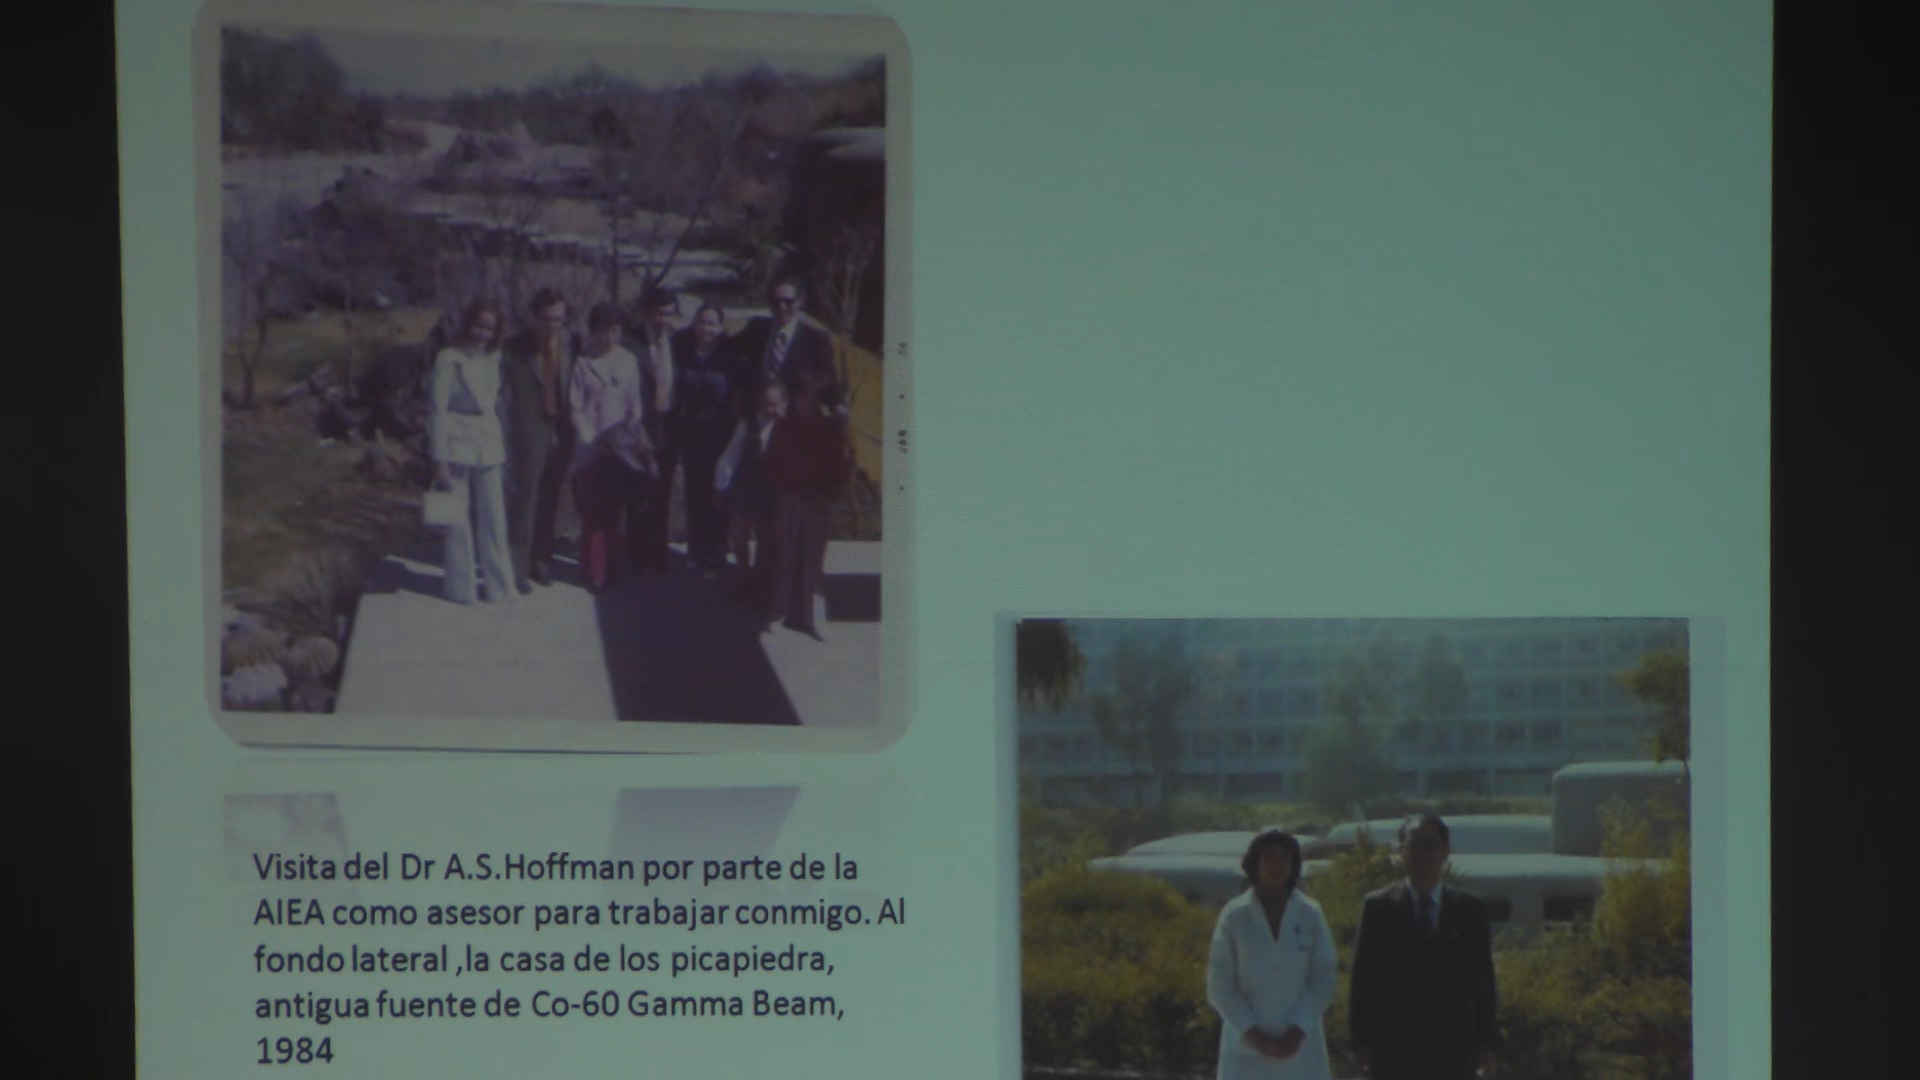 Visita del Dr A.S.Hoffman por parte de la
AIEA como asesor para trabajar conmigo. Al
fondo lateral ,la casa de los picapiedra,
antigua fuente de Co-60 Gamma Beam,
1984